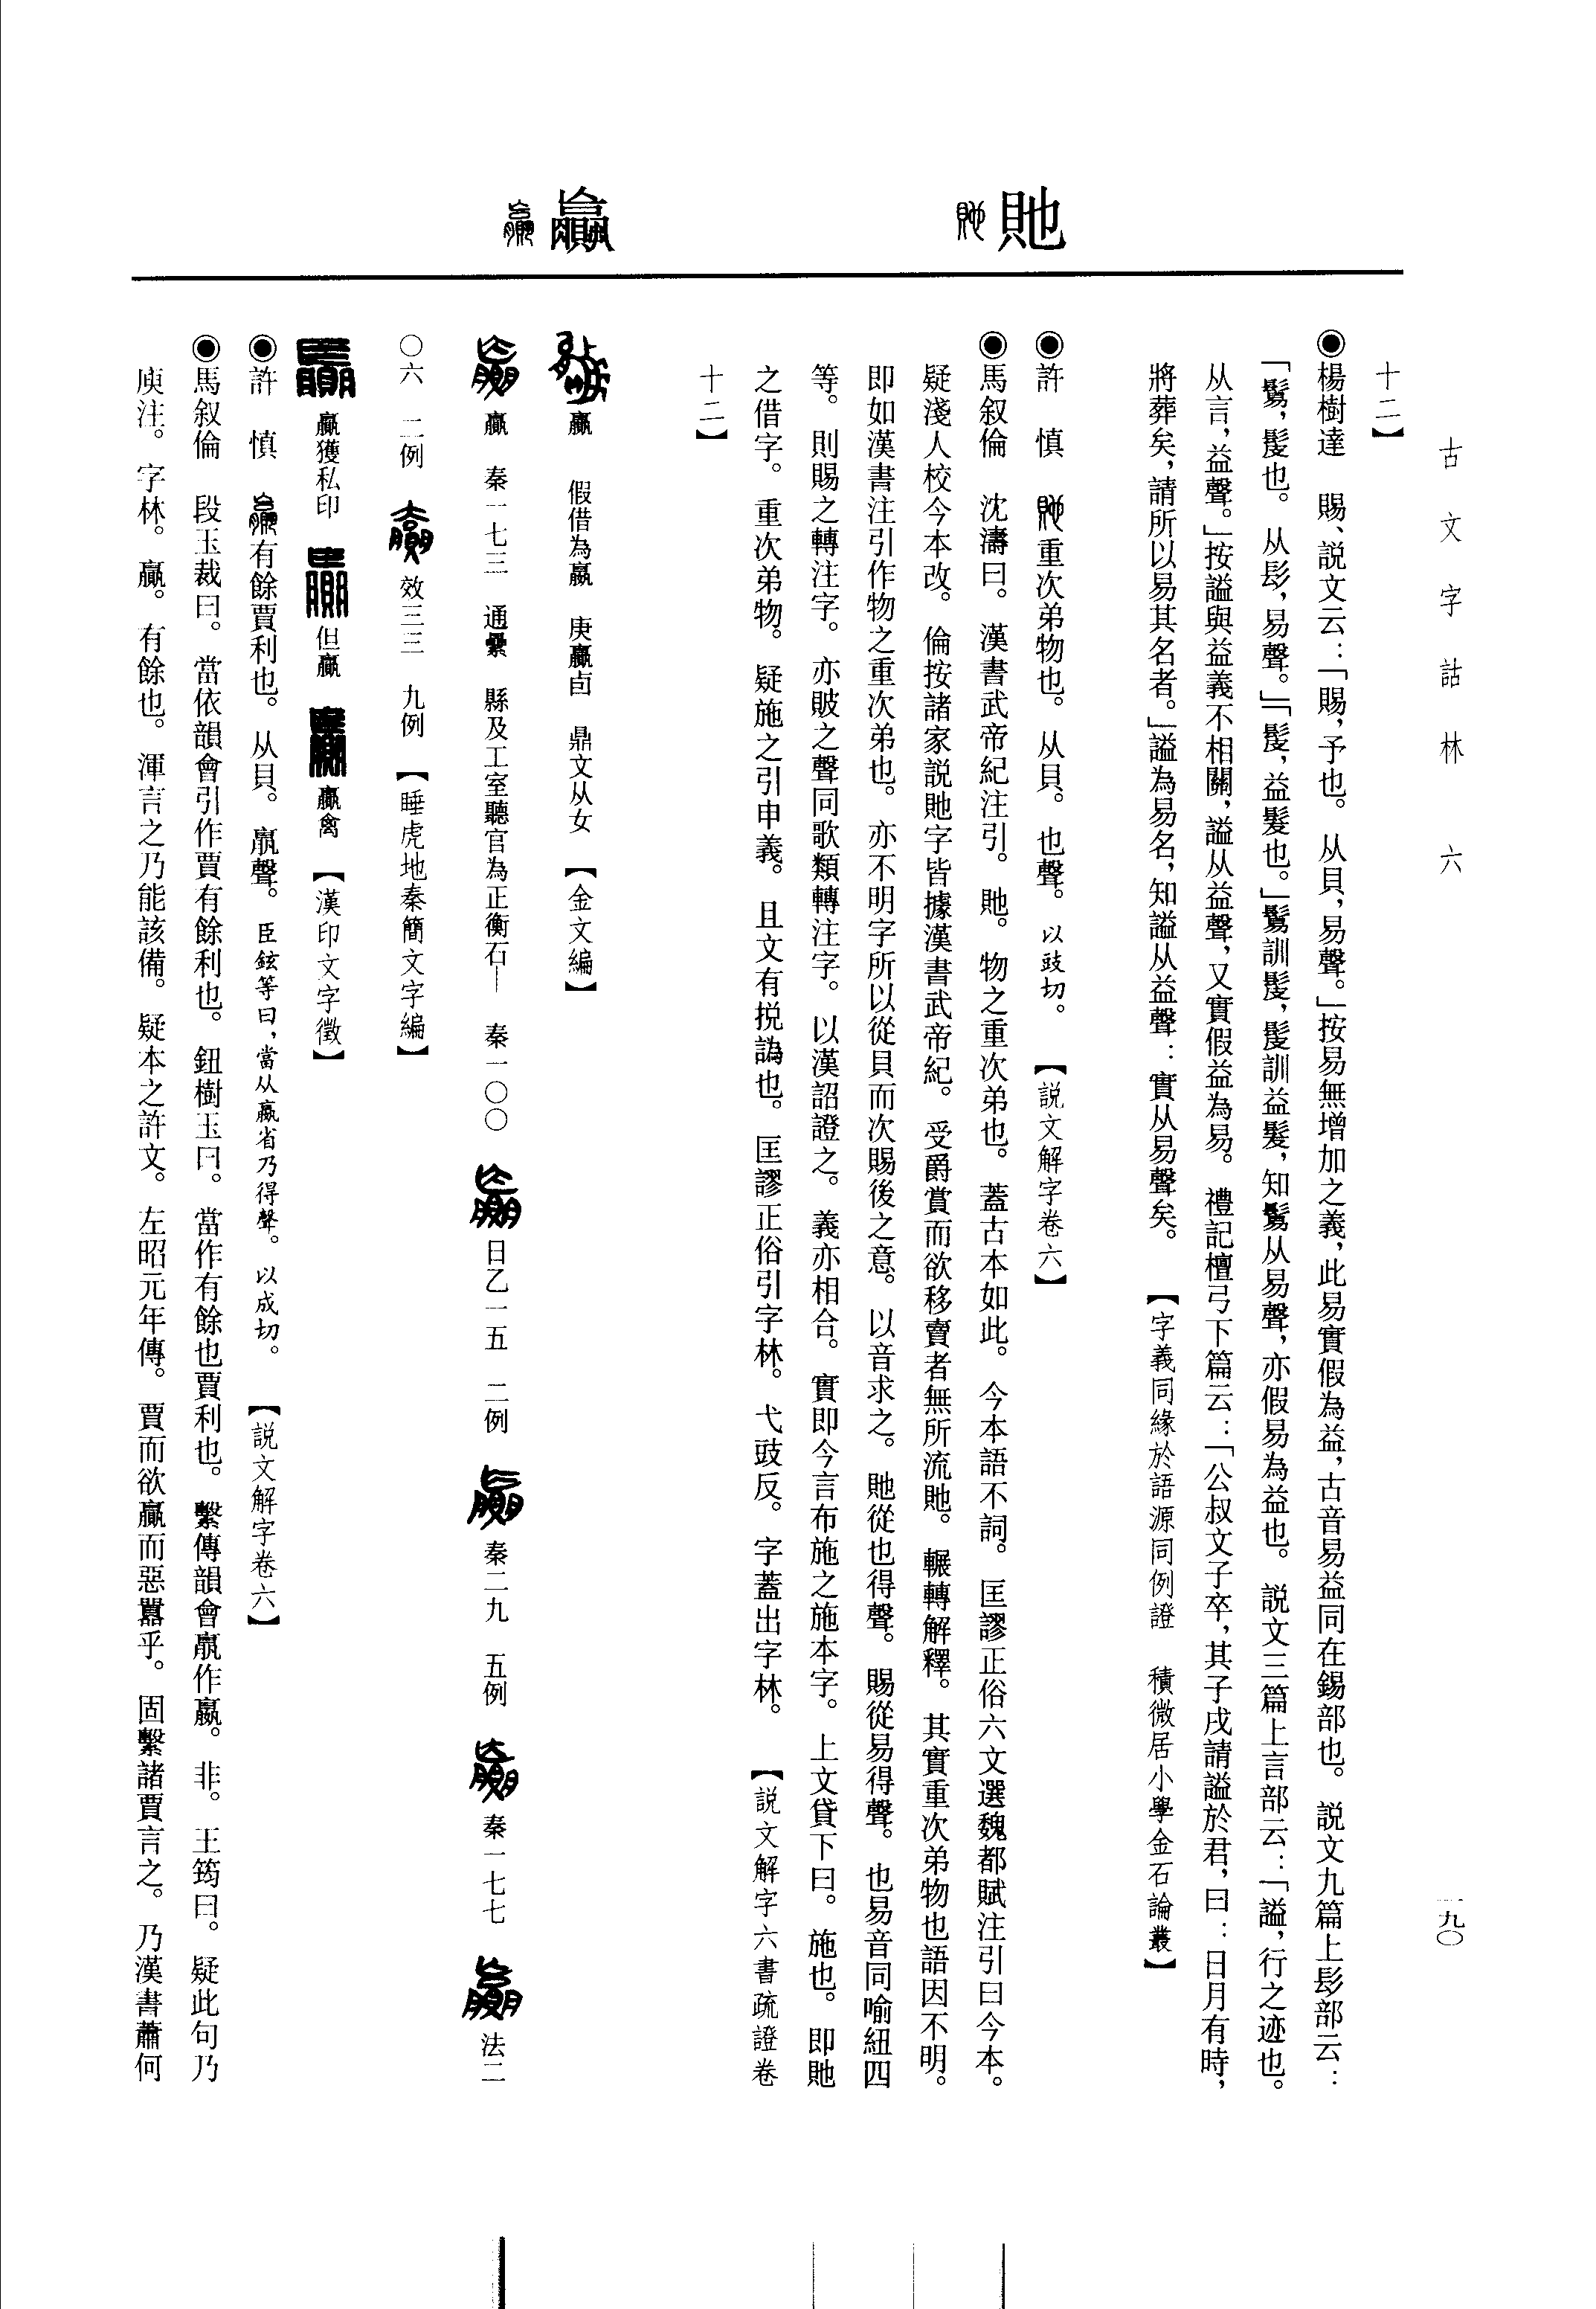 古文字詁林 六
一九〇
貤
贏
十二】
◉楊樹達 賜、説文云:「賜,予也。从貝,易聲。」按易無增加之義,此易實假為益,古音易益同在錫部也。説文九篇上髟部云:
「鬄,髲也。从髟,易聲。」「髲,益髮也。」鬄訓髲,髲訓益髮,知鬄从易聲,亦假易為益也。説文三篇上言部云:「謚,行之迹也。
从言,益聲。」按謚與益義不相關,謚从益聲,又實假益為易。禮記檀弓下篇云:「公叔文子卒,其子戌請謚於君,曰:日月有時,
將葬矣,請所以易其名者。」謚為易名,知謚从益聲:實从易聲矣。 【字義同緣於語源同例證 積微居小學金石論叢】
◉許 慎 重次弟物也。从貝。也聲。以豉切。 【説文解字卷六】
◉馬叙倫 沈濤曰。漢書武帝紀注引。貤。物之重次弟也。蓋古本如此。今本語不詞。匡謬正俗六文選魏都賦注引曰今本。
疑淺人校今本改。倫按諸家説貤字皆據漢書武帝紀。受爵賞而欲移賣者無所流貤。輾轉解釋。其實重次弟物也語因不明。
即如漢書注引作物之重次弟也。亦不明字所以從貝而次賜後之意。以音求之。貤從也得聲。賜從易得聲。也易音同喻紐四
等。則賜之轉注字。亦貱之聲同歌類轉注字。以漢詔證之。義亦相合。實即今言布施之施本字。上文貸下曰。施也。即貤
之借字。重次弟物。疑施之引申義。且文有挩譌也。匡謬正俗引字林。弋豉反。字蓋出字林。 【説文解字六書疏證卷
十二】
贏 假借為嬴 庚贏卣 鼎文从女 【金文編】
贏 秦一七三 通纍 縣及工室聽官為正衡石— 秦一〇〇 日乙一五 二例 秦二九 五例 秦一七七 法二
〇六 二例 效三三 九例 【睡虎地秦簡文字編】
贏獲私印 但贏 贏禽 【漢印文字徵】
◉許 慎 有餘賈利也。从貝。㒩聲。臣鉉等曰,當从嬴省乃得聲。以成切。 【説文解字卷六】
◉馬叙倫 段玉裁曰。當依韻會引作賈有餘利也。鈕樹玉曰。當作有餘也賈利也。繫傳韻會㒩作嬴。非。王筠曰。疑此句乃
庾注。字林。贏。有餘也。渾言之乃能該備。疑本之許文。左昭元年傳。賈而欲贏而惡囂乎。固繫諸賈言之。乃漢書蕭何